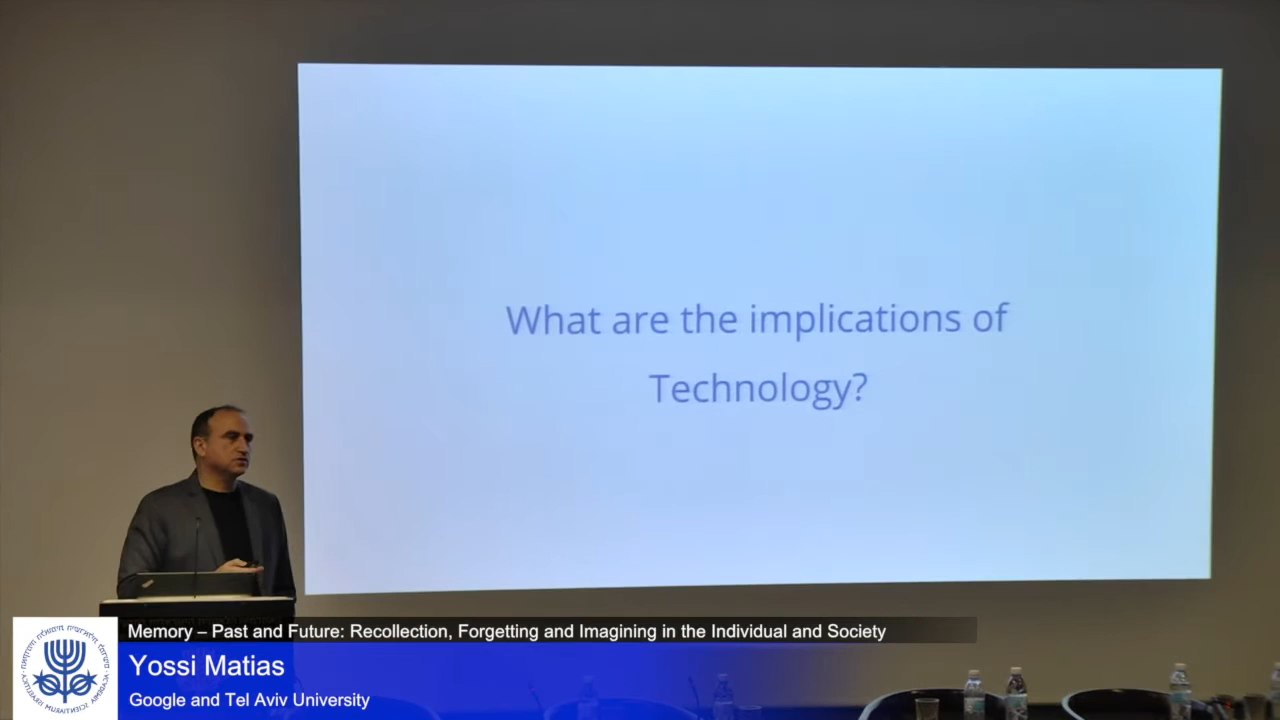 What are the implications of
Technology?
Memory – Past and Future: Recollection, Forgetting and Imagining in the Individual and Society
Yossi Matias
Google and Tel Aviv University